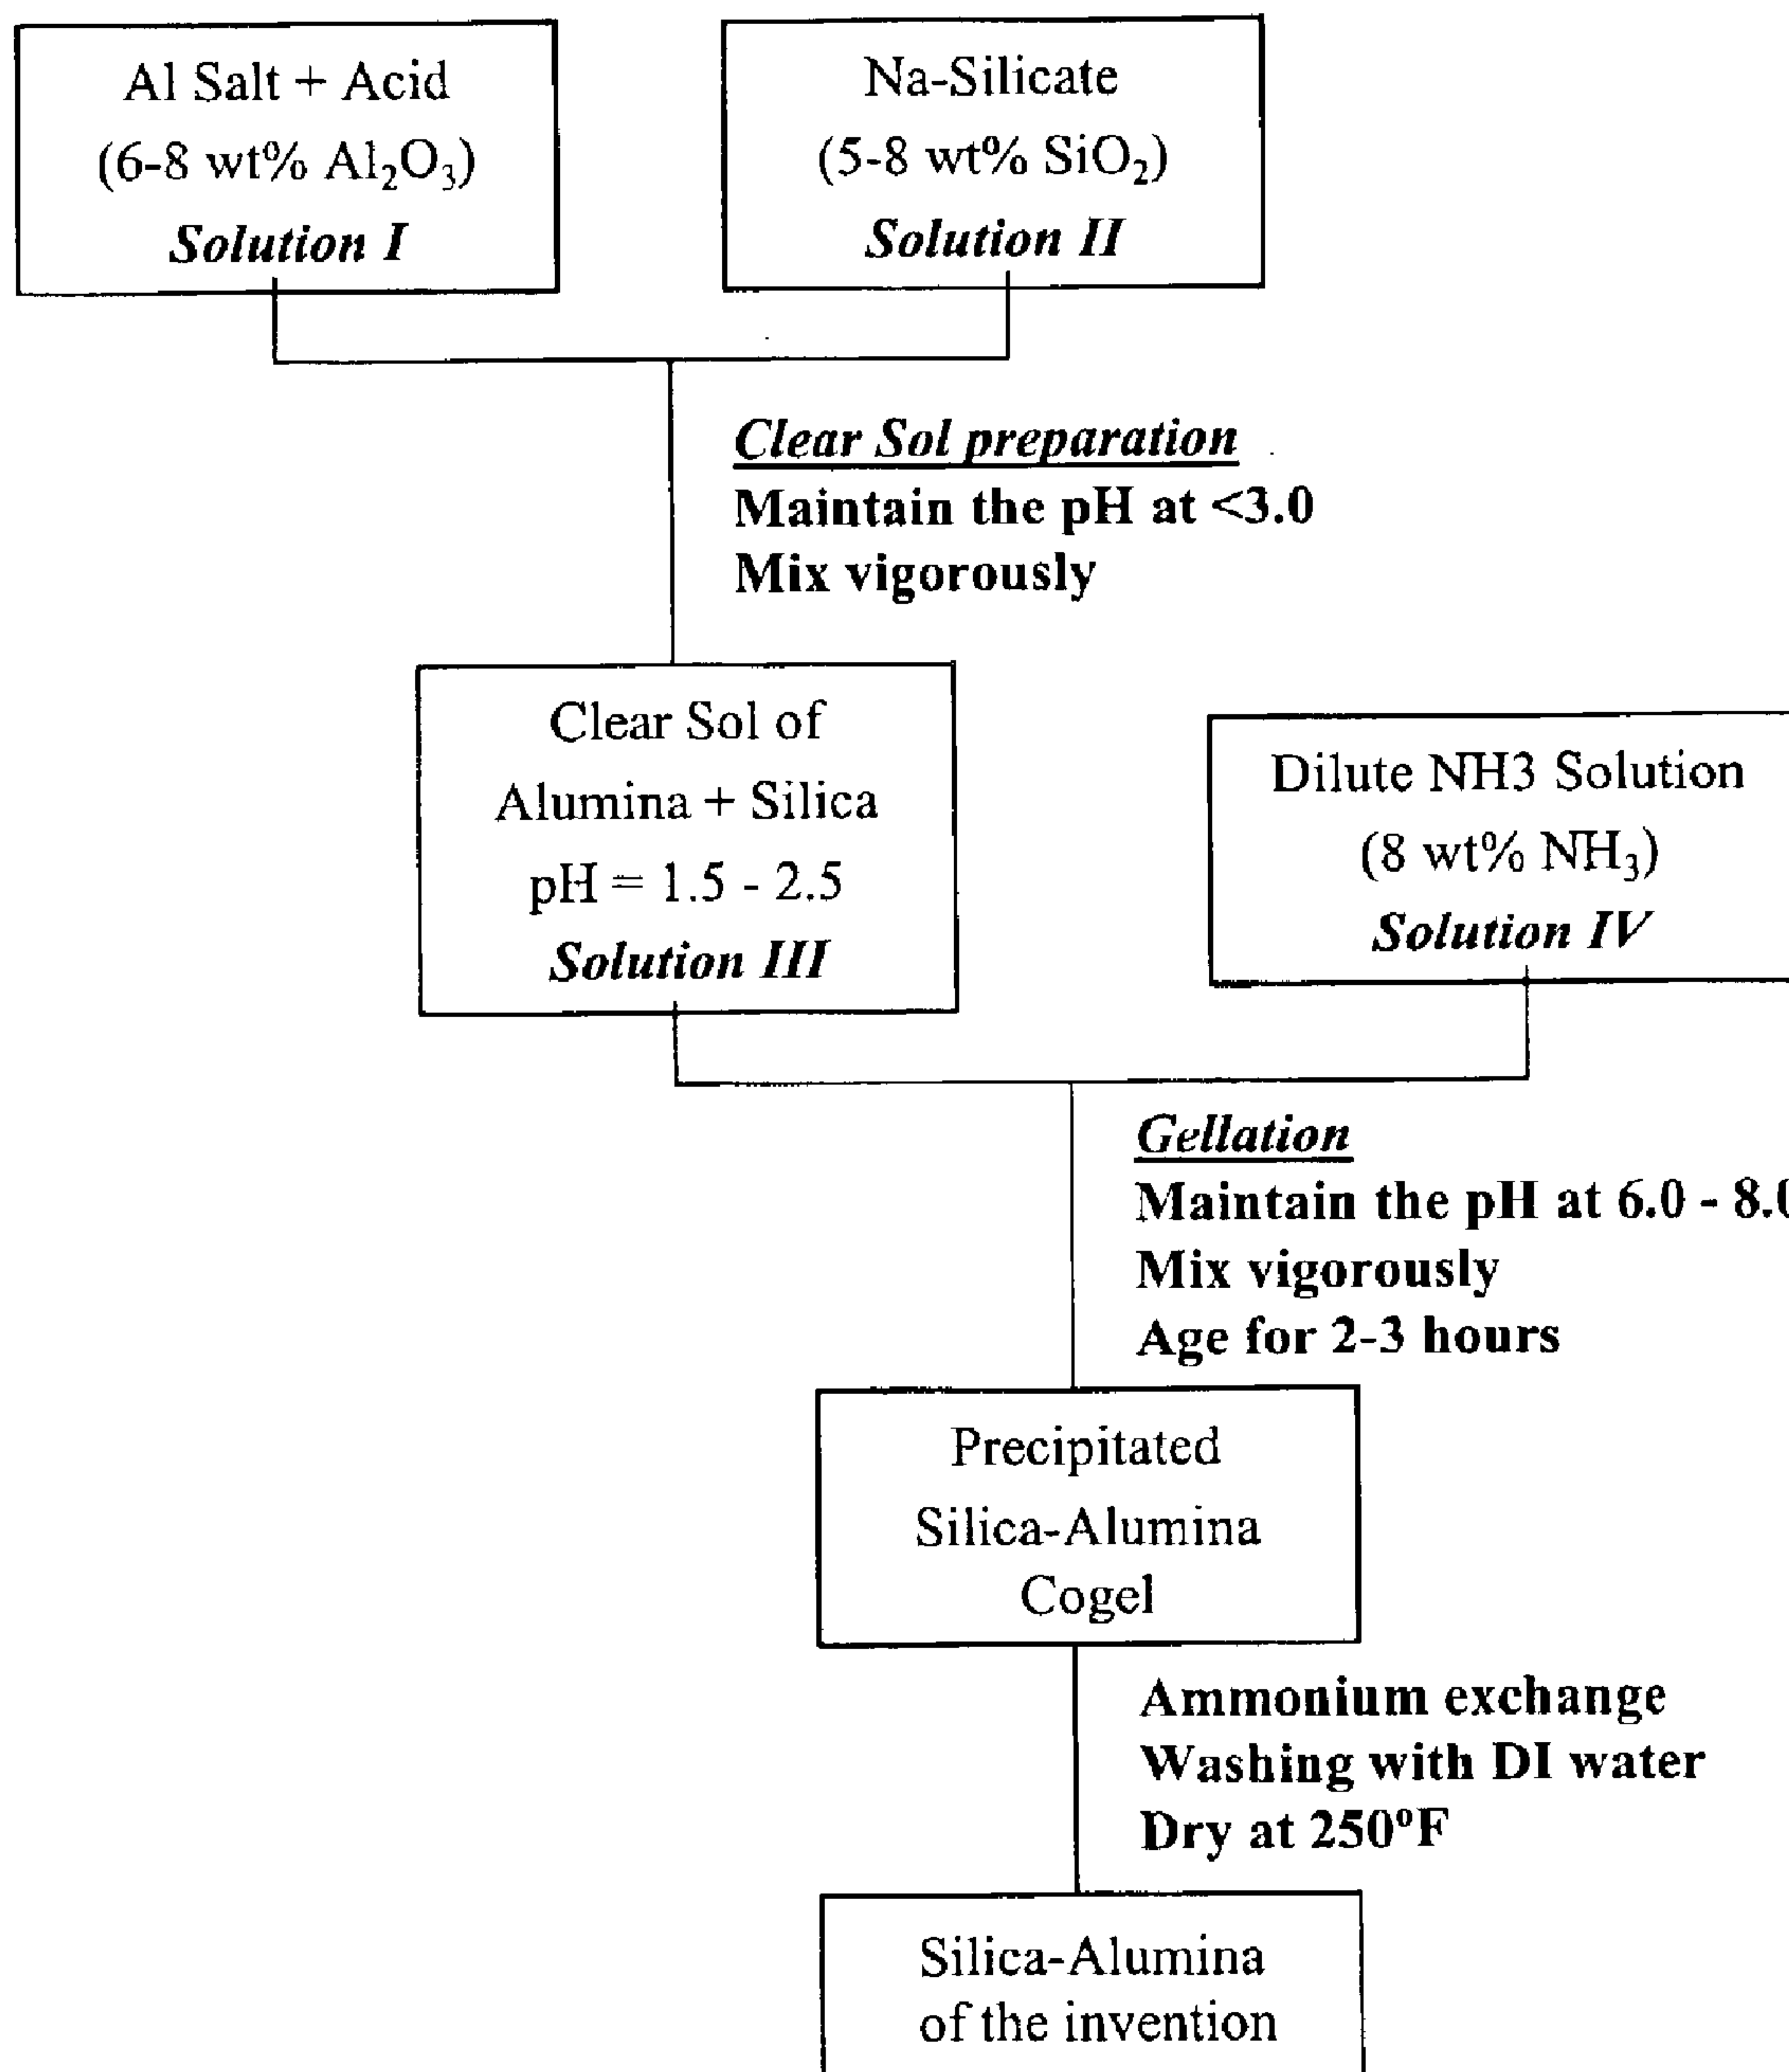 Al Salt + Acid
(6-8 wt% Al₂O₃)
Solution I
Na-Silicate
(5-8 wt% SiO₂)
Solution II
Clear Sol preparation
Maintain the pH at <3.0
Mix vigorously
Clear Sol of
Alumina + Silica
pH = 1.5 - 2.5
Solution III
Dilute NH3 Solution
(8 wt% NH₃)
Solution IV
Gellation
Maintain the pH at 6.0 - 8.0
Mix vigorously
Age for 2-3 hours
Precipitated
Silica-Alumina
Cogel
Ammonium exchange
Washing with DI water
Dry at 250ºF
Silica-Alumina
of the invention